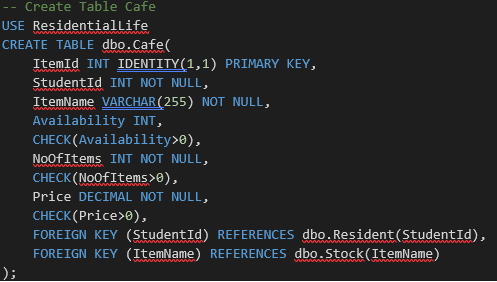 -- Create Table Cafe
USE ResidentialLife
CREATE TABLE dbo.Cafe(
    ItemId INT IDENTITY(1,1) PRIMARY KEY,
    StudentId INT NOT NULL,
    ItemName VARCHAR(255) NOT NULL,
    Availability INT,
    CHECK(Availability>0),
    NoOfItems INT NOT NULL,
    CHECK(NoOfItems>0),
    Price DECIMAL NOT NULL,
    CHECK(Price>0),
    FOREIGN KEY (StudentId) REFERENCES dbo.Resident(StudentId),
    FOREIGN KEY (ItemName) REFERENCES dbo.Stock(ItemName)
);